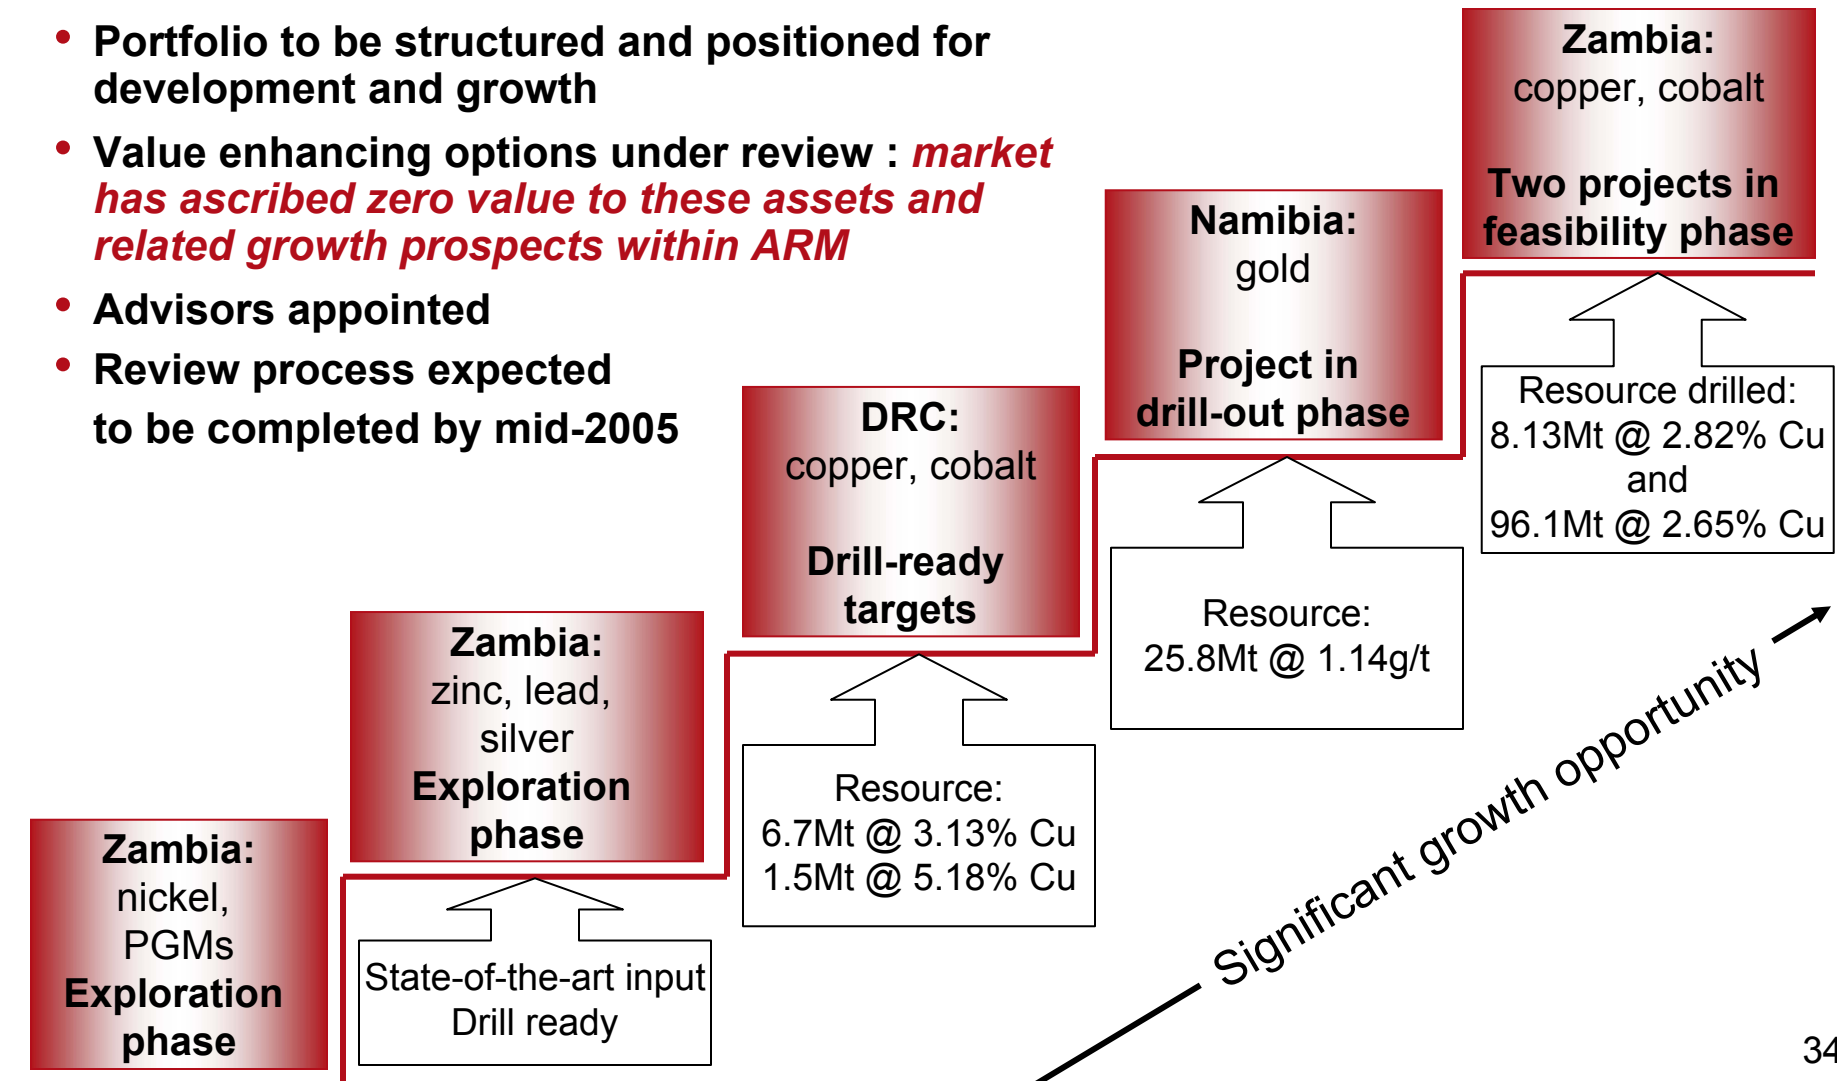 • Portfolio to be structured and positioned for
development and growth
• Value enhancing options under review : market
has ascribed zero value to these assets and
related growth prospects within ARM
• Advisors appointed
• Review process expected
to be completed by mid-2005
Zambia:
nickel,
PGMs
Exploration
phase
Zambia:
zinc, lead,
silver
Exploration
phase
State-of-the-art input
Drill ready
DRC:
copper, cobalt
Drill-ready
targets
Resource:
6.7Mt @ 3.13% Cu
1.5Mt @ 5.18% Cu
Namibia:
gold
Project in
drill-out phase
Resource:
25.8Mt @ 1.14g/t
Zambia:
copper, cobalt
Two projects in
feasibility phase
Resource drilled:
8.13Mt @ 2.82% Cu
and
96.1Mt @ 2.65% Cu
Significant growth opportunity
34